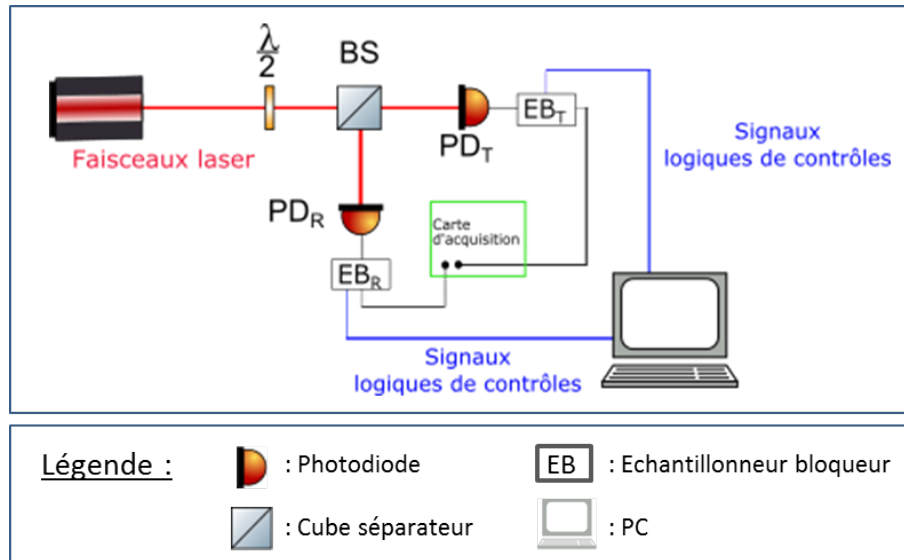 λ/2
BS
EB_T
PD_T
Signaux
logiques de contrôles
Faisceaux laser
PD_R
Carte
d'acquisition
EB_R
Signaux
logiques de contrôles
Légende :
: Photodiode
EB
: Echantillonneur bloqueur
: Cube séparateur
: PC